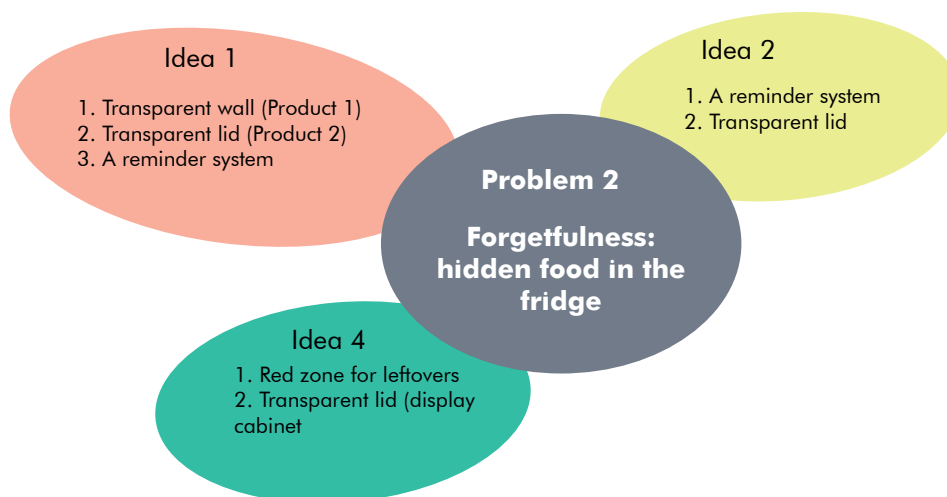 Idea 1
1. Transparent wall (Product 1)
2. Transparent lid (Product 2)
3. A reminder system
Idea 2
1. A reminder system
2. Transparent lid
Problem 2
Forgetfulness:
hidden food in the
fridge
Idea 4
1. Red zone for leftovers
2. Transparent lid (display
cabinet